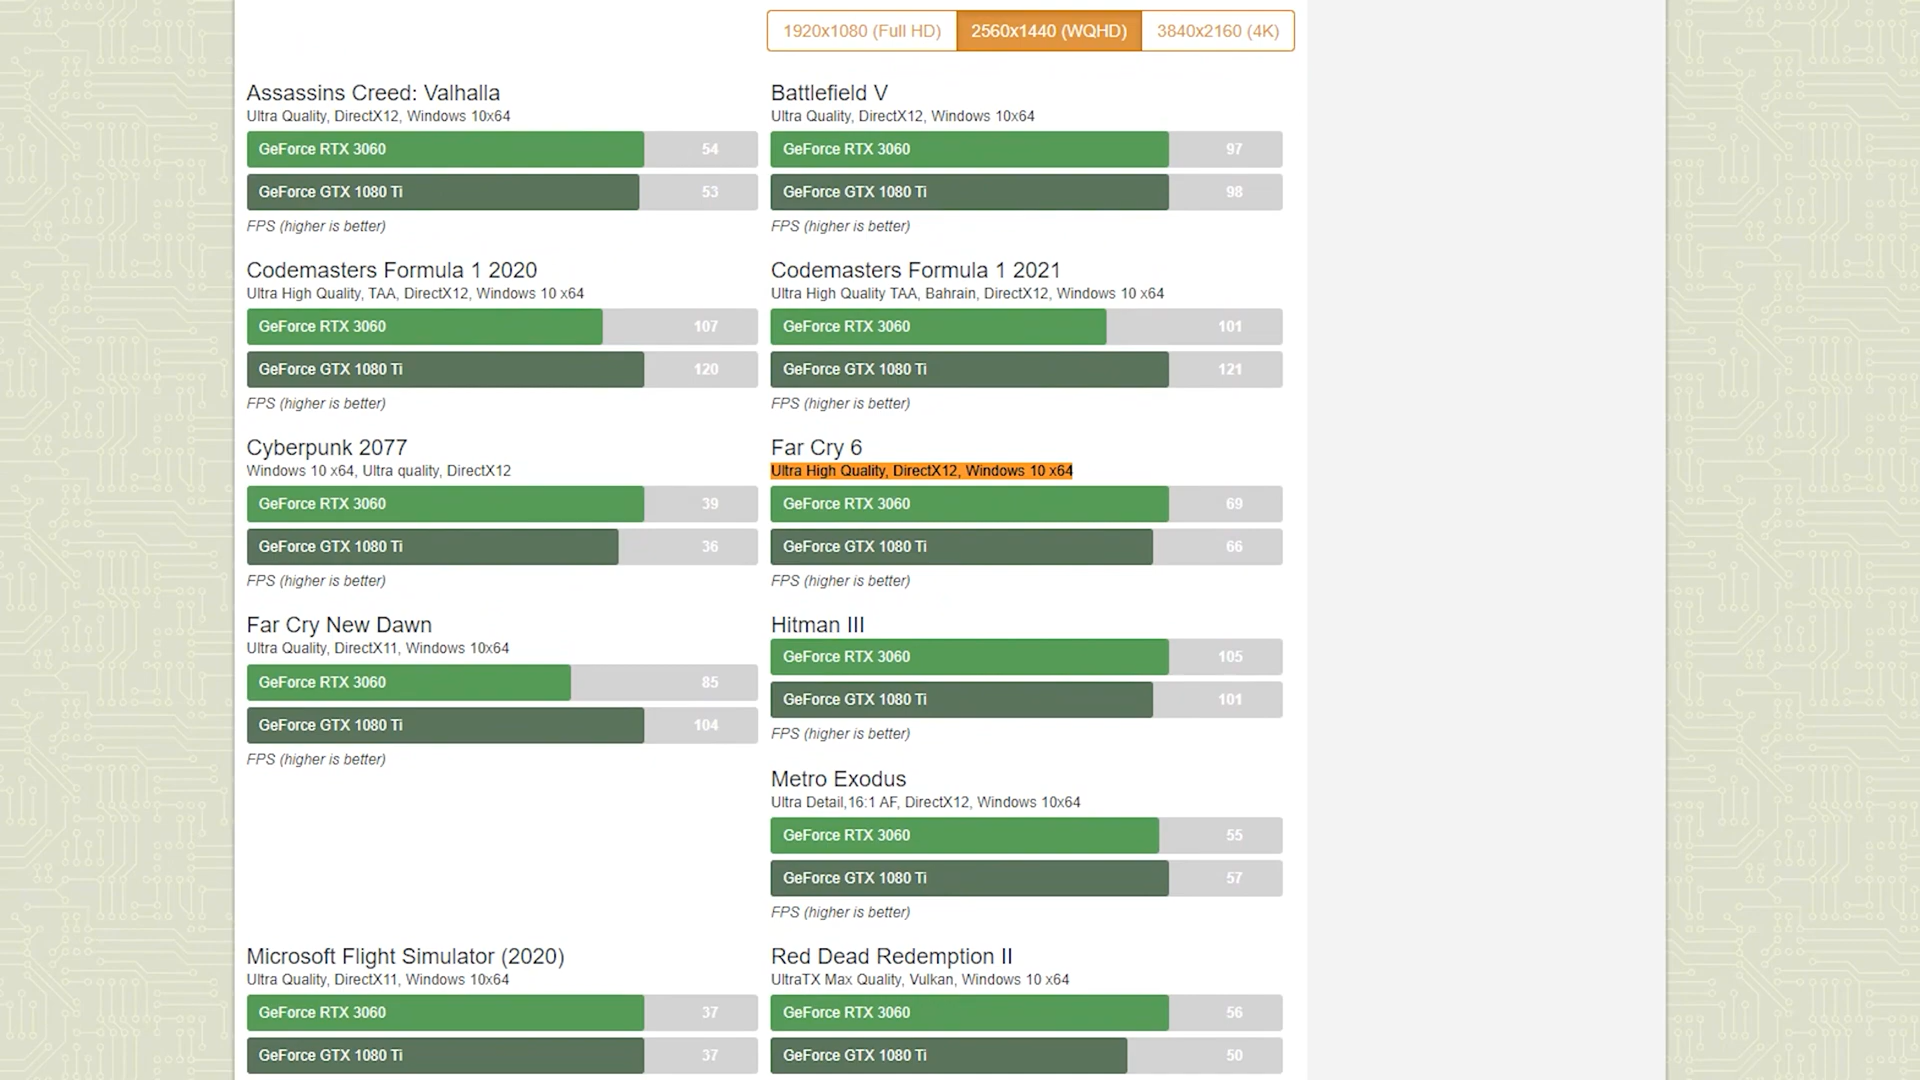 1920x1080 (Full HD) 2560x1440 (WQHD) 3840x2160 (4K)
Assassins Creed: Valhalla
Ultra Quality, DirectX12, Windows 10x64
GeForce RTX 3060 54
GeForce GTX 1080 Ti 53
FPS (higher is better)
Battlefield V
Ultra Quality, DirectX12, Windows 10x64
GeForce RTX 3060 97
GeForce GTX 1080 Ti 98
FPS (higher is better)
Codemasters Formula 1 2020
Ultra High Quality, TAA, DirectX12, Windows 10 x64
GeForce RTX 3060 107
GeForce GTX 1080 Ti 120
FPS (higher is better)
Codemasters Formula 1 2021
Ultra High Quality TAA, Bahrain, DirectX12, Windows 10 x64
GeForce RTX 3060 101
GeForce GTX 1080 Ti 121
FPS (higher is better)
Cyberpunk 2077
Windows 10 x64, Ultra quality, DirectX12
GeForce RTX 3060 39
GeForce GTX 1080 Ti 36
FPS (higher is better)
Far Cry 6
Ultra High Quality, DirectX12, Windows 10 x64
GeForce RTX 3060 69
GeForce GTX 1080 Ti 66
FPS (higher is better)
Far Cry New Dawn
Ultra Quality, DirectX11, Windows 10x64
GeForce RTX 3060 85
GeForce GTX 1080 Ti 104
FPS (higher is better)
Hitman III
GeForce RTX 3060 105
GeForce GTX 1080 Ti 101
FPS (higher is better)
Metro Exodus
Ultra Detail,16:1 AF, DirectX12, Windows 10x64
GeForce RTX 3060 55
GeForce GTX 1080 Ti 57
FPS (higher is better)
Microsoft Flight Simulator (2020)
Ultra Quality, DirectX11, Windows 10x64
GeForce RTX 3060 37
GeForce GTX 1080 Ti 37
Red Dead Redemption II
UltraTX Max Quality, Vulkan, Windows 10 x64
GeForce RTX 3060 56
GeForce GTX 1080 Ti 50